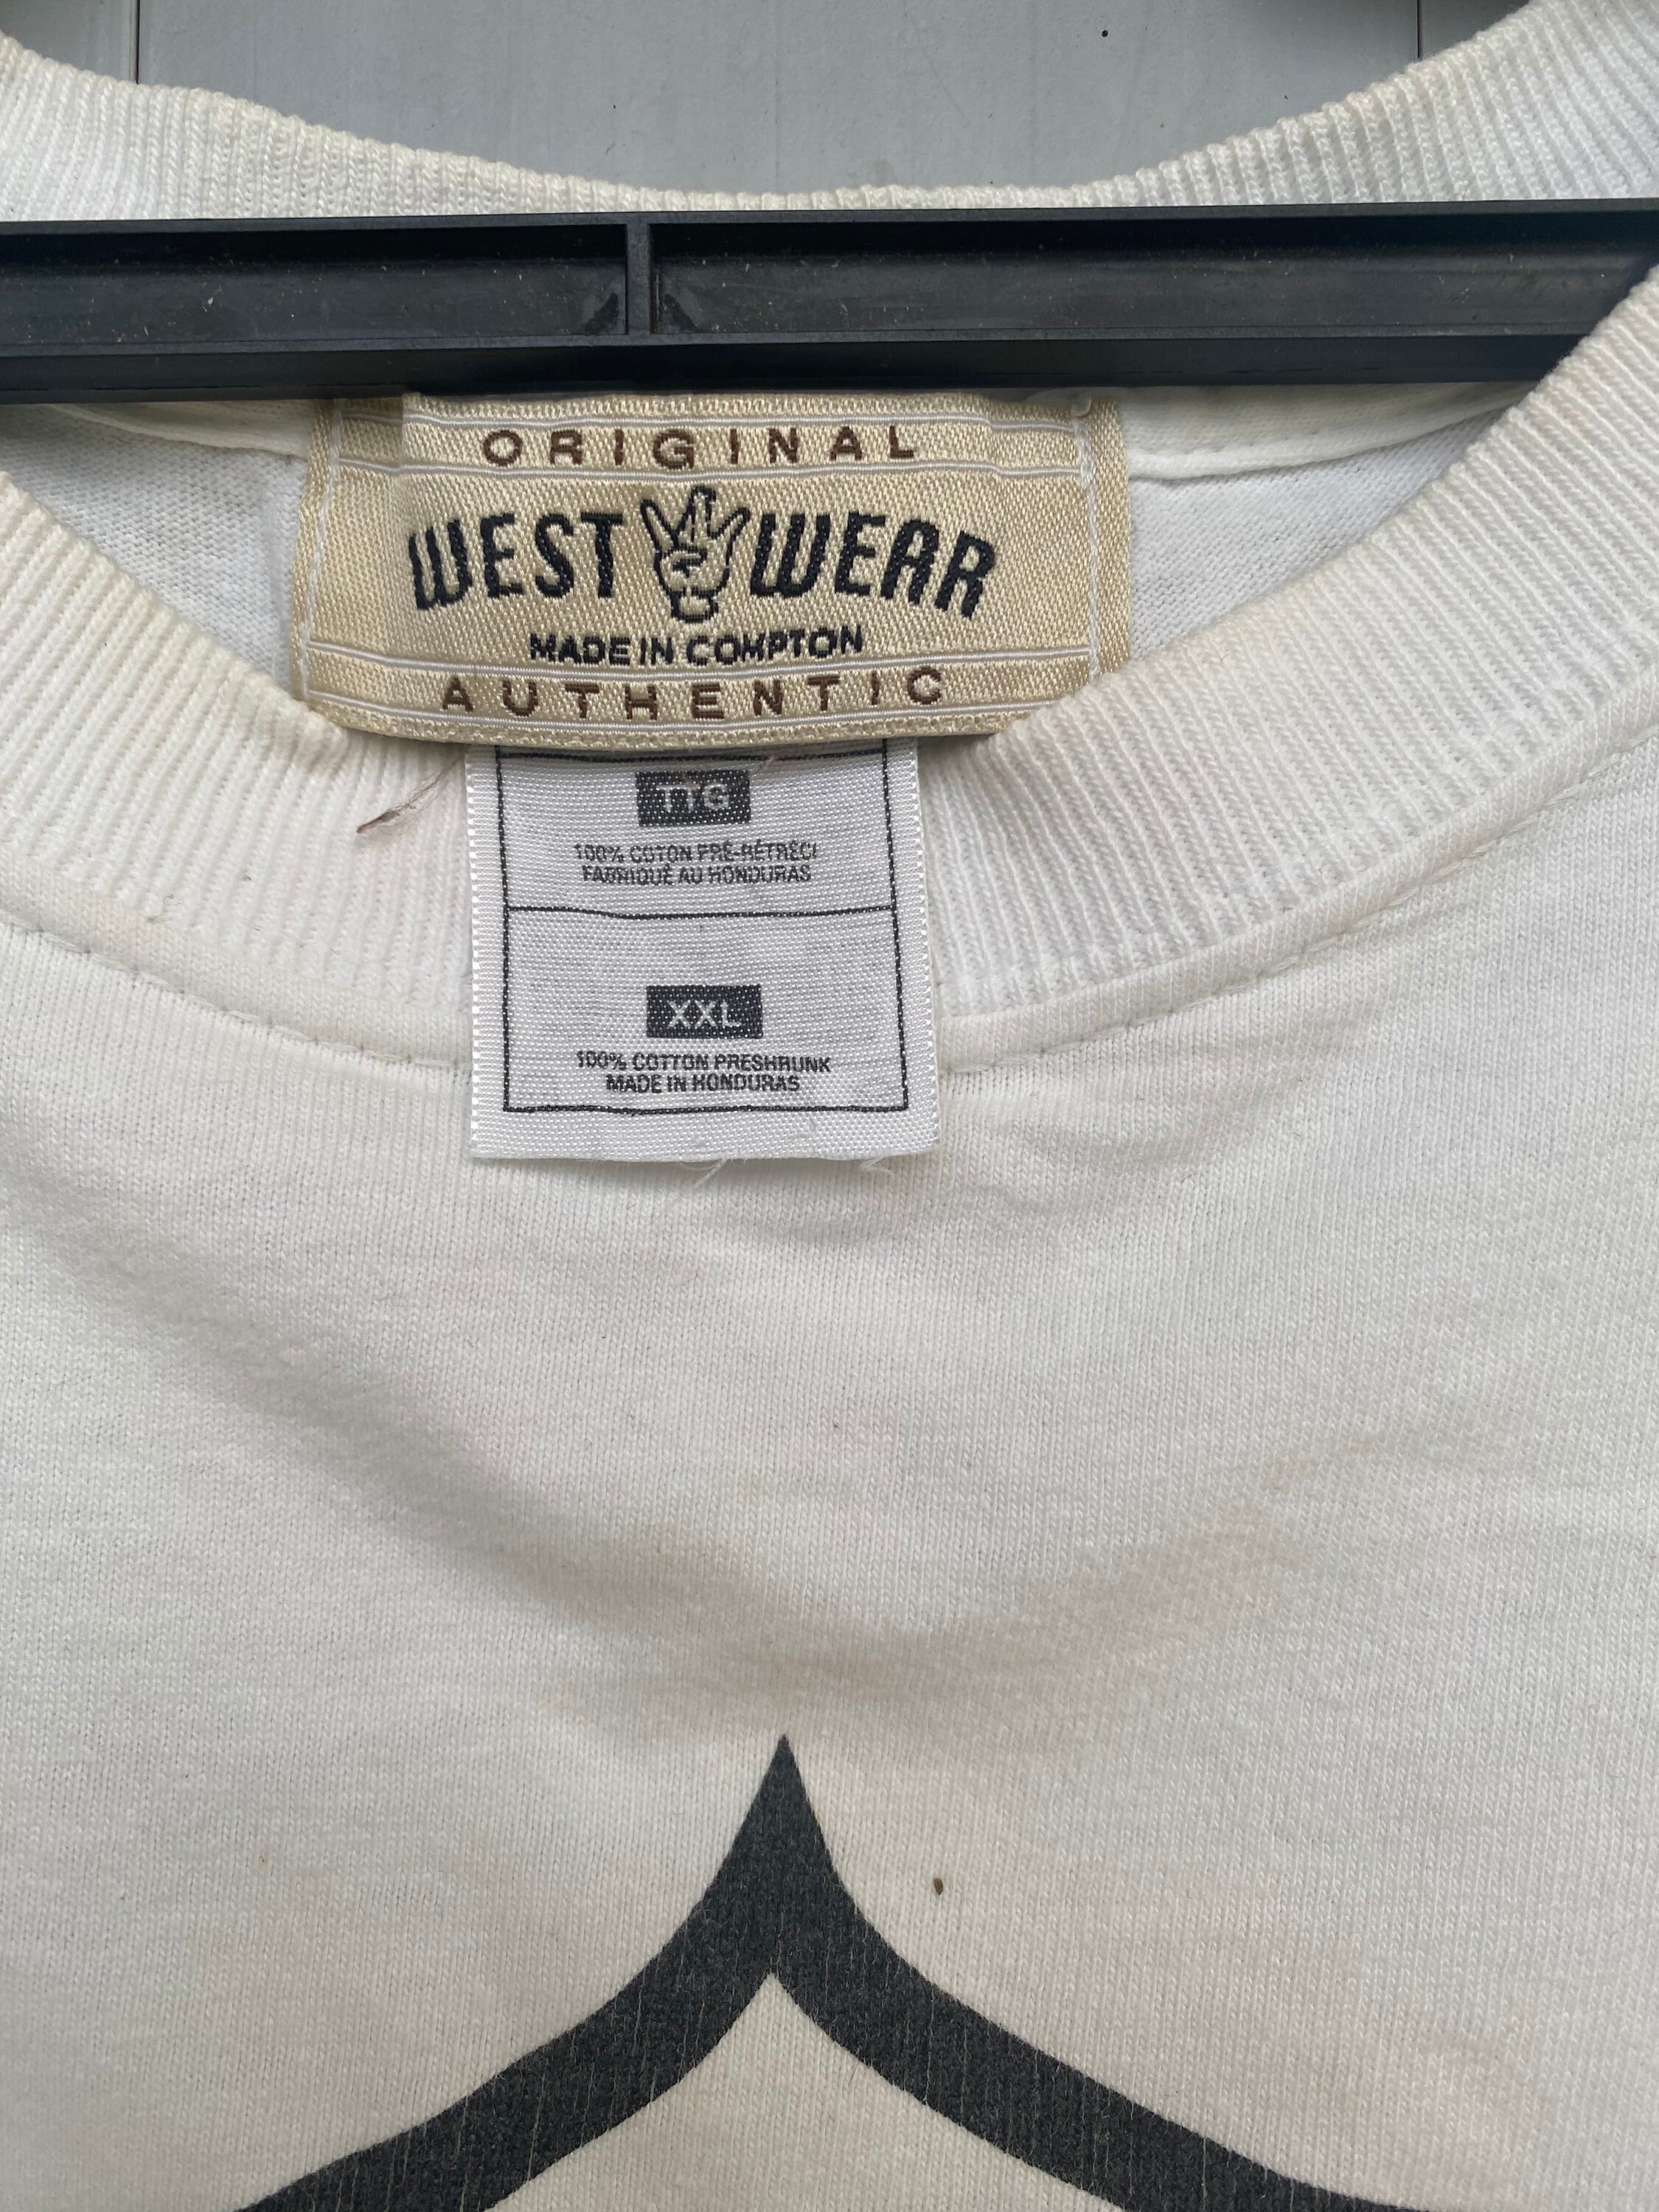 ORIGINAL
WEST WEAR
MADE IN COMPTON
AUTHENTIC
TTG
100% COTON PRÉ-RÉTRÉCI
FABRIQUÉ AU HONDURAS
XXL
100% COTTON PRESHRUNK
MADE IN HONDURAS